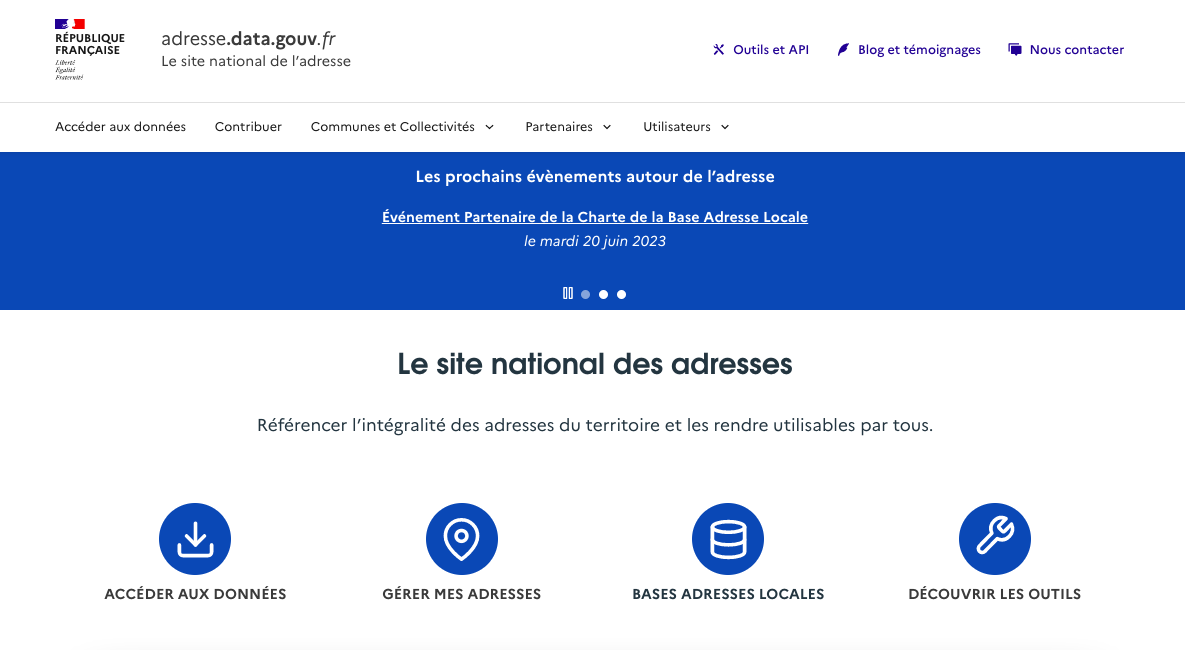 RÉPUBLIQUE
FRANÇAISE
Liberté
Égalité
Fraternité
adresse.data.gouv.fr
Le site national de l’adresse
Outils et API
Blog et témoignages
Nous contacter
Accéder aux données
Contribuer
Communes et Collectivités
Partenaires
Utilisateurs
Les prochains évènements autour de l’adresse
Événement Partenaire de la Charte de la Base Adresse Locale
le mardi 20 juin 2023
Le site national des adresses
Référencer l’intégralité des adresses du territoire et les rendre utilisables par tous.
ACCÉDER AUX DONNÉES
GÉRER MES ADRESSES
BASES ADRESSES LOCALES
DÉCOUVRIR LES OUTILS